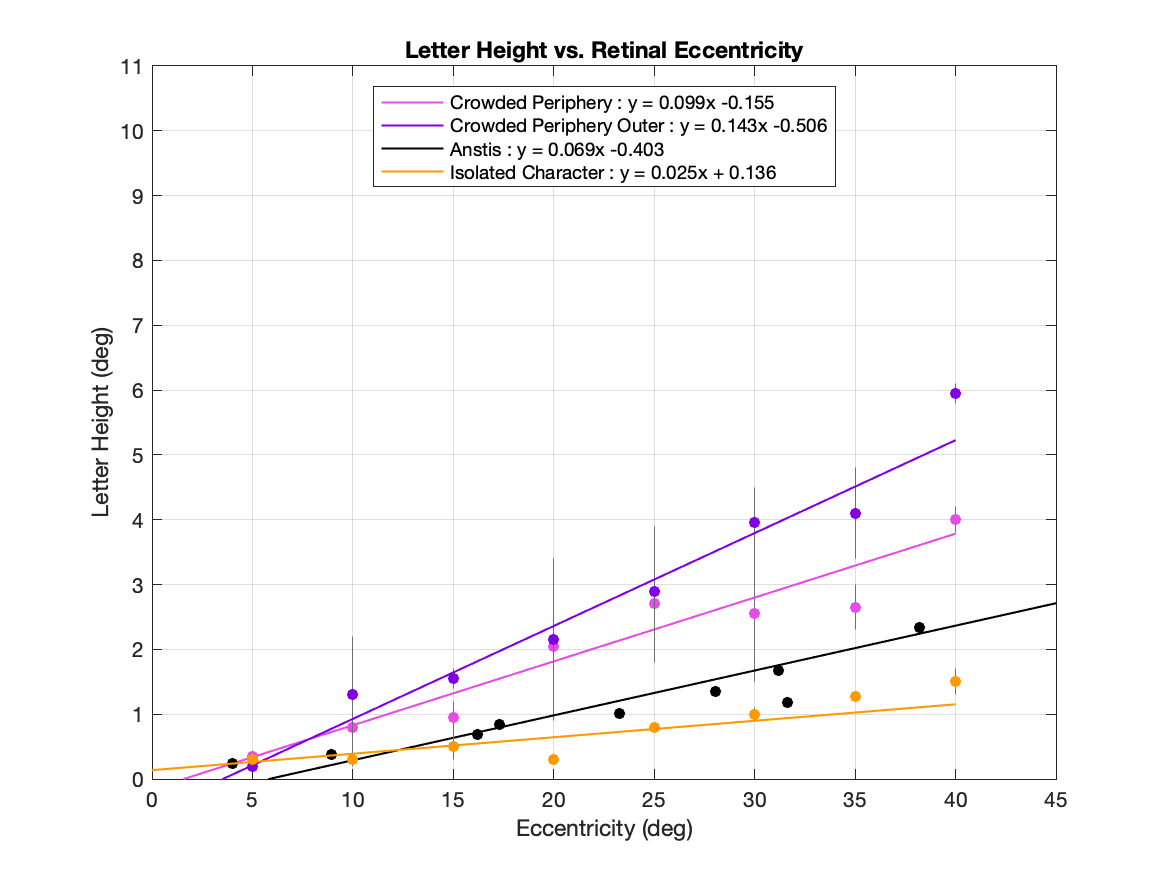 Letter Height vs. Retinal Eccentricity
11
10
9
8
7
6
5
4
3
2
1
0
Letter Height (deg)
Crowded Periphery : y = 0.099x -0.155
Crowded Periphery Outer : y = 0.143x -0.506
Anstis : y = 0.069x -0.403
Isolated Character : y = 0.025x + 0.136
0 5 10 15 20 25 30 35 40 45
Eccentricity (deg)